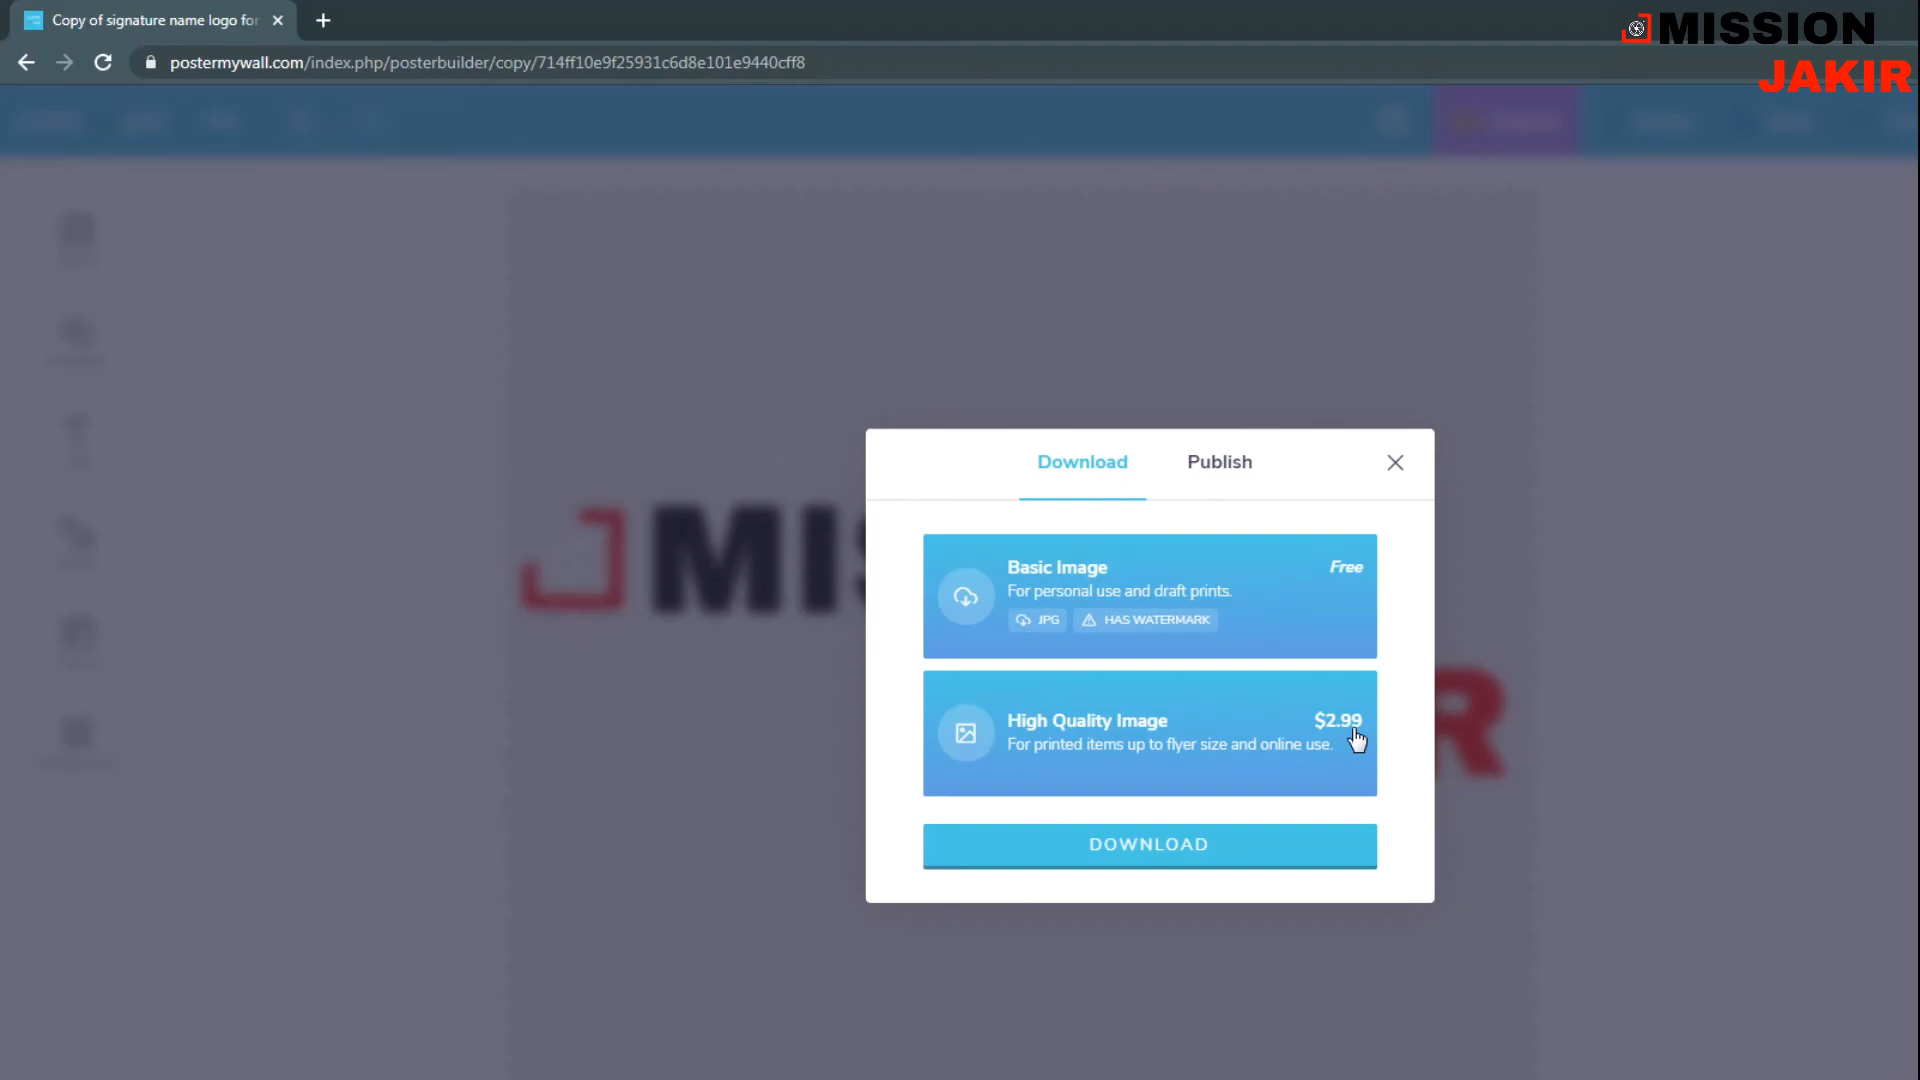 Copy of signature name logo for
MISSION
JAKIR
postermywall.com/index.php/posterbuilder/copy/714ff10e9f25931c6d8e101e9440cff8
Download
Publish
Basic Image
Free
For personal use and draft prints.
JPG
HAS WATERMARK
MIS
High Quality Image
$2.99
For printed items up to flyer size and online use.
R
DOWNLOAD